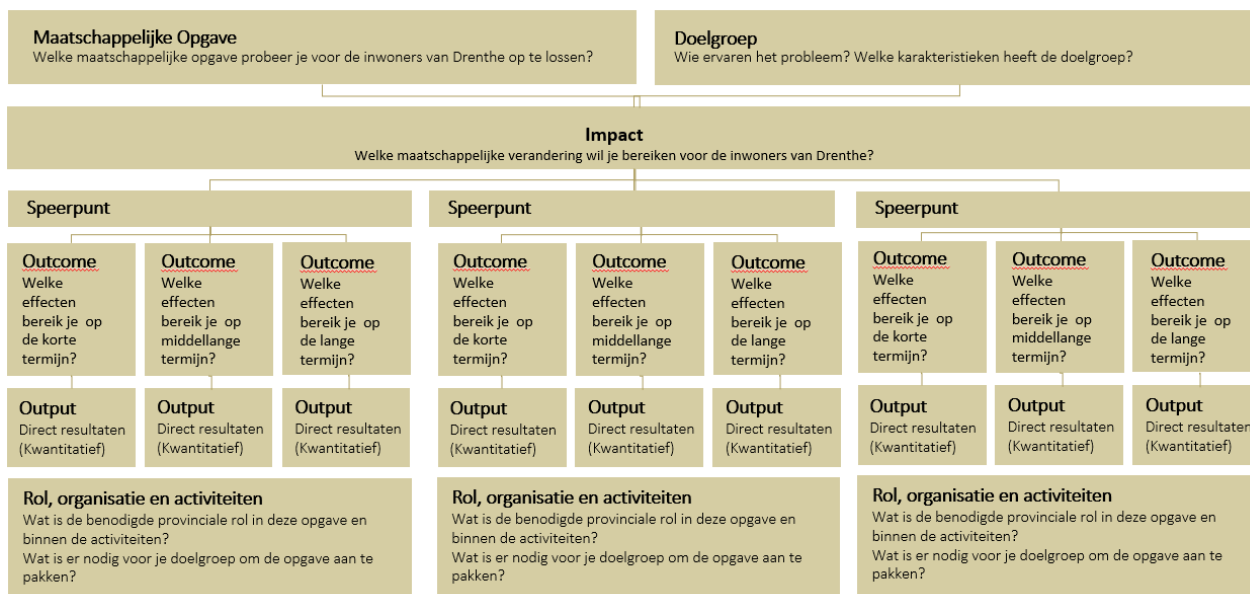 Maatschappelijke Opgave
Welke maatschappelijke opgave probeer je voor de inwoners van Drenthe op te lossen?
Doelgroep
Wie ervaren het probleem? Welke karakteristieken heeft de doelgroep?
Impact
Welke maatschappelijke verandering wil je bereiken voor de inwoners van Drenthe?
Speerpunt
Outcome
Welke
effecten
bereik je op
de korte
termijn?
Outcome
Welke
effecten
bereik je op
middellange
termijn?
Outcome
Welke
effecten
bereik je op
de lange
termijn?
Output
Direct resultaten
(Kwantitatief)
Output
Direct resultaten
(Kwantitatief)
Output
Direct resultaten
(Kwantitatief)
Rol, organisatie en activiteiten
Wat is de benodigde provinciale rol in deze opgave en
binnen de activiteiten?
Wat is er nodig voor je doelgroep om de opgave aan te
pakken?
Speerpunt
Outcome
Welke
effecten
bereik je op
de korte
termijn?
Outcome
Welke
effecten
bereik je op
middellange
termijn?
Outcome
Welke
effecten
bereik je op
de lange
termijn?
Output
Direct resultaten
(Kwantitatief)
Output
Direct resultaten
(Kwantitatief)
Output
Direct resultaten
(Kwantitatief)
Rol, organisatie en activiteiten
Wat is de benodigde provinciale rol in deze opgave en
binnen de activiteiten?
Wat is er nodig voor je doelgroep om de opgave aan te
pakken?
Speerpunt
Outcome
Welke
effecten
bereik je op
de korte
termijn?
Outcome
Welke
effecten
bereik je op
middellange
termijn?
Outcome
Welke
effecten
bereik je op
de lange
termijn?
Output
Direct resultaten
(Kwantitatief)
Output
Direct resultaten
(Kwantitatief)
Output
Direct resultaten
(Kwantitatief)
Rol, organisatie en activiteiten
Wat is de benodigde provinciale rol in deze opgave en
binnen de activiteiten?
Wat is er nodig voor je doelgroep om de opgave aan te
pakken?